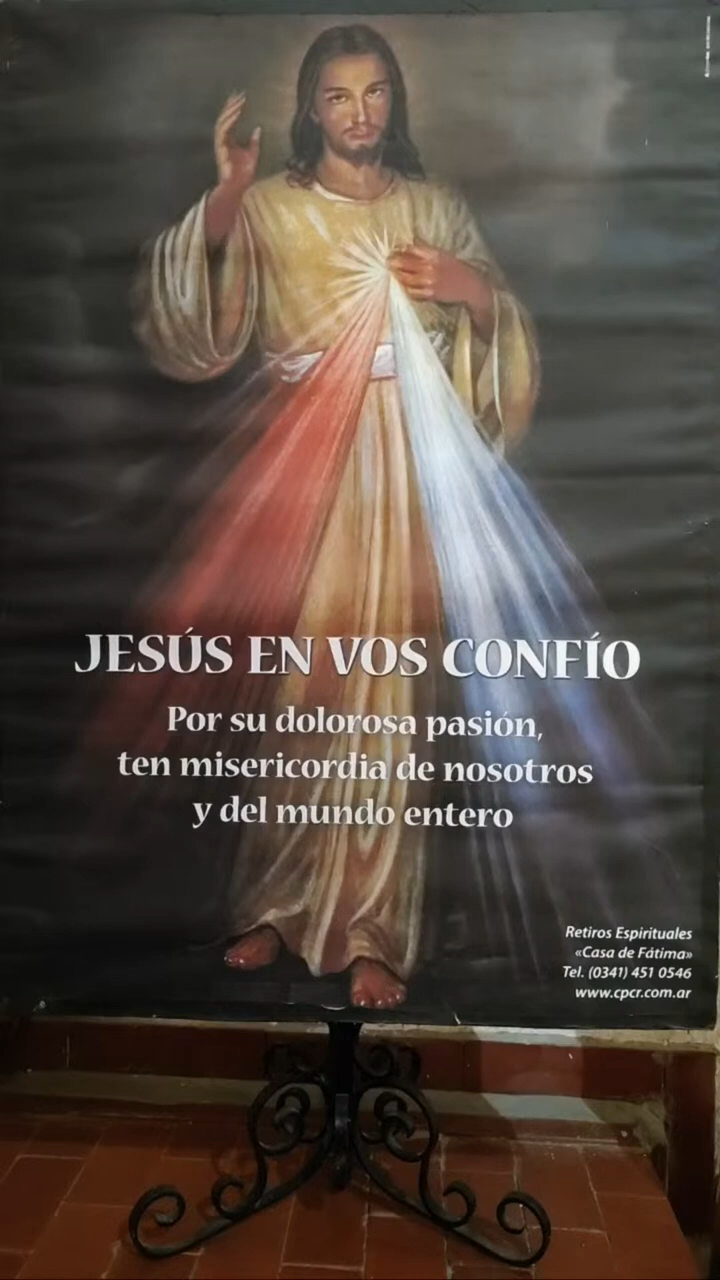 JESÚS EN VOS CONFÍO
Por su dolorosa pasión,
ten misericordia de nosotros
y del mundo entero
Retiros Espirituales
«Casa de Fátima»
Tel. (0341) 451 0546
www.cpcr.com.ar